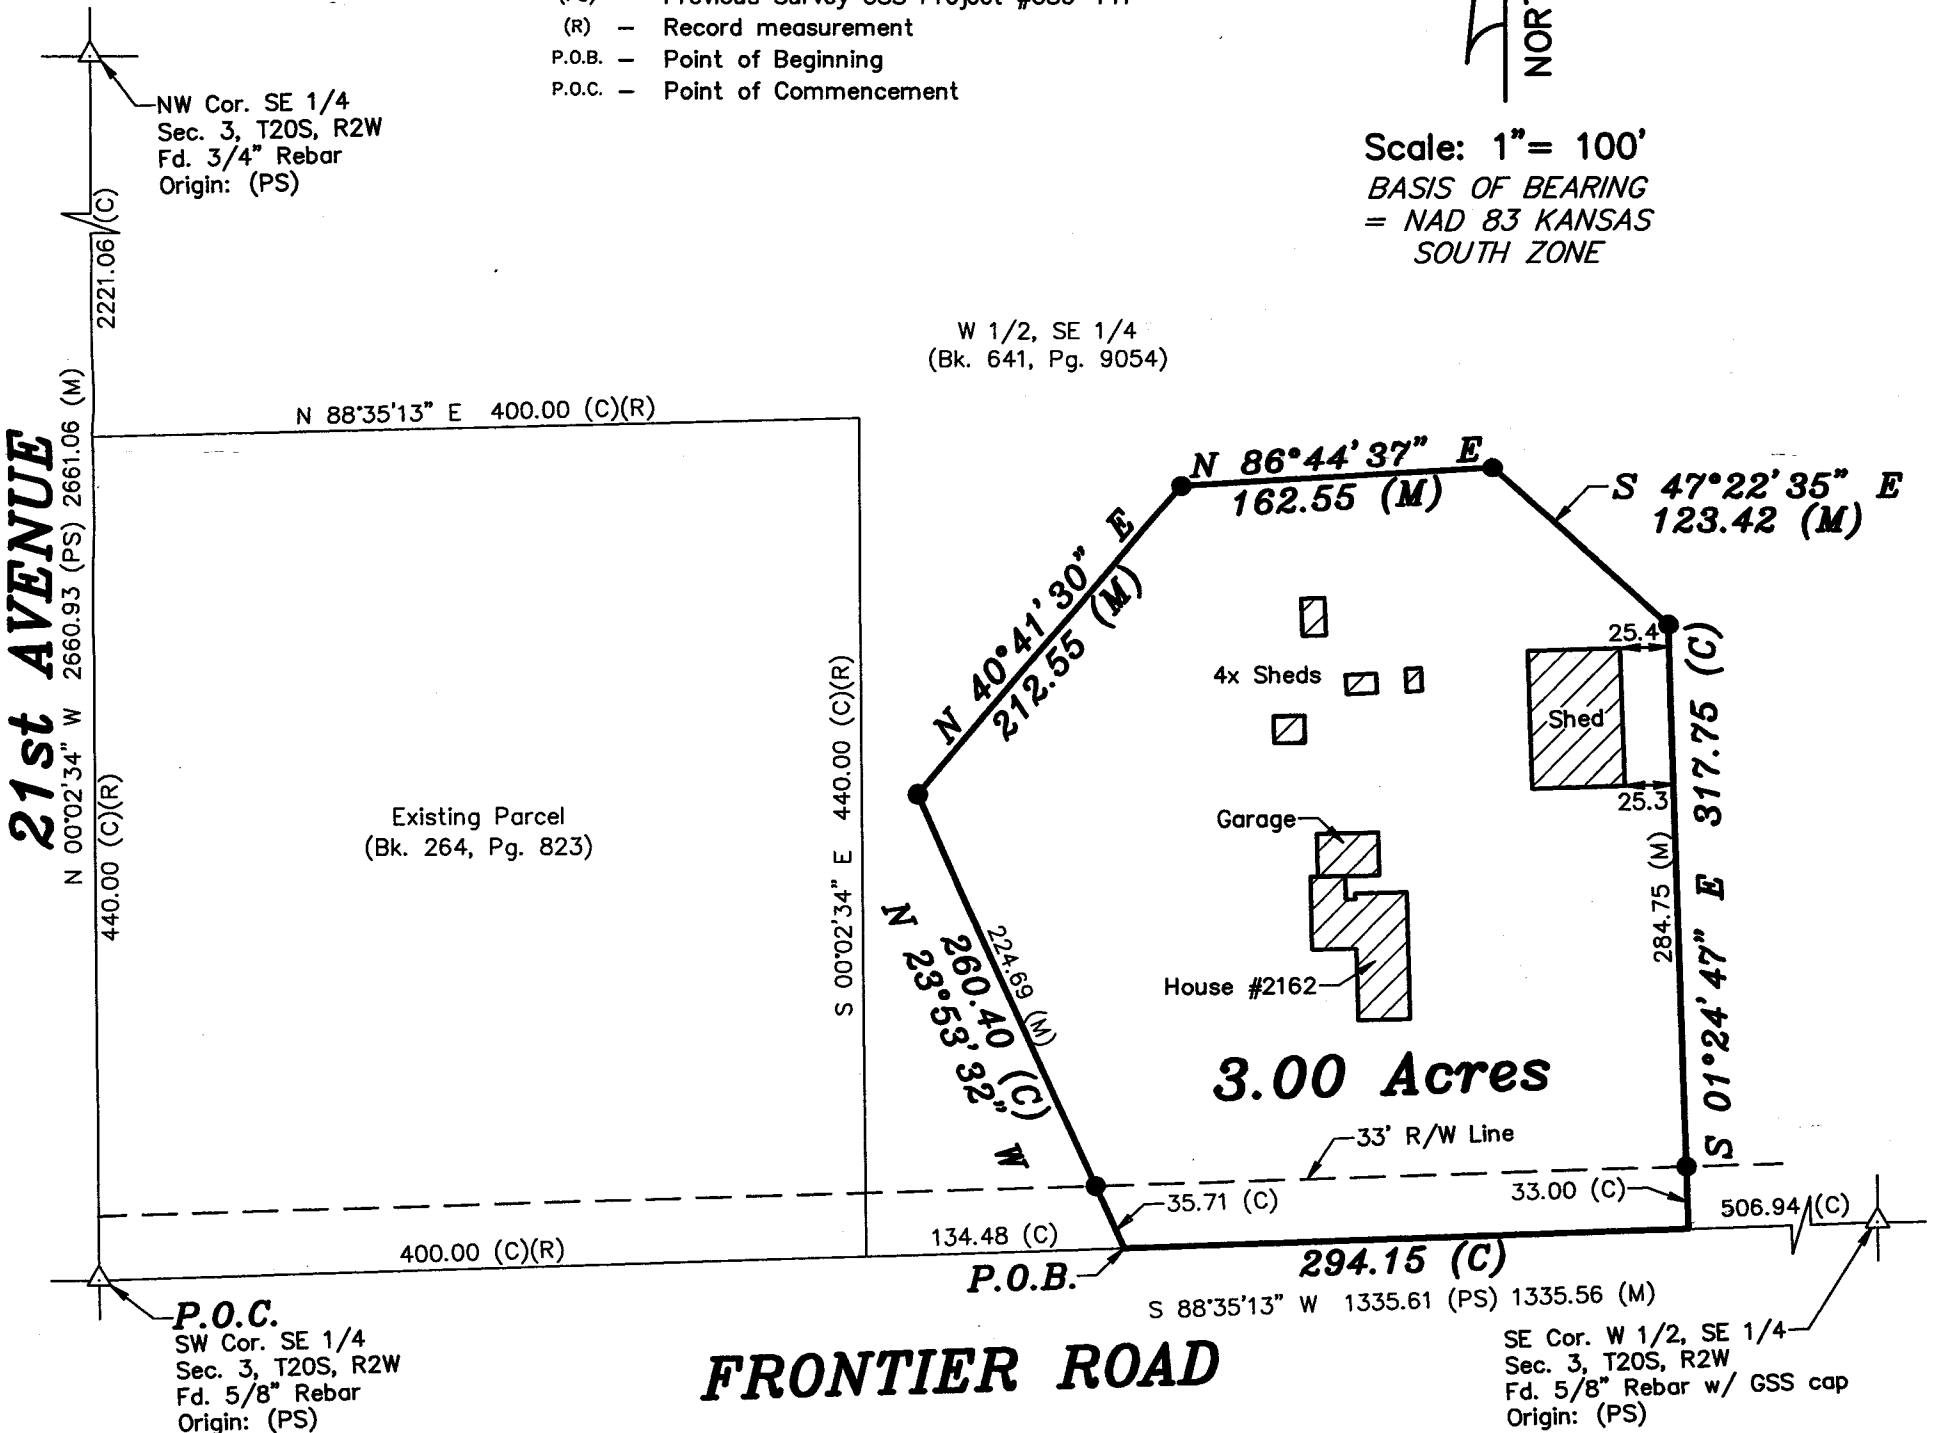 (R) – Record measurement
P.O.B. – Point of Beginning
P.O.C. – Point of Commencement
NW Cor. SE 1/4
Sec. 3, T20S, R2W
Fd. 3/4" Rebar
Origin: (PS)
Scale: 1"= 100'
BASIS OF BEARING
= NAD 83 KANSAS
SOUTH ZONE
2221.06 (C)
W 1/2, SE 1/4
(Bk. 641, Pg. 9054)
21st AVENUE
N 00°02'34" W 2660.93 (PS) 2661.06 (M)
440.00 (C)(R)
N 88°35'13" E 400.00 (C)(R)
Existing Parcel
(Bk. 264, Pg. 823)
S 00°02'34" E 440.00 (C)(R)
N 40°41'30" E
212.55 (M)
N 86°44'37" E
162.55 (M)
S 47°22'35" E
123.42 (M)
4x Sheds
25.4
Shed
25.3
S 01°24'47" E 317.75 (C)
284.75 (M)
Garage
House #2162
224.69 (M)
260.40 (C)
N 23°53'32" W
3.00 Acres
33' R/W Line
35.71 (C)
33.00 (C)
506.94 (C)
134.48 (C)
400.00 (C)(R)
P.O.B.
294.15 (C)
S 88°35'13" W 1335.61 (PS) 1335.56 (M)
P.O.C.
SW Cor. SE 1/4
Sec. 3, T20S, R2W
Fd. 5/8" Rebar
Origin: (PS)
FRONTIER ROAD
SE Cor. W 1/2, SE 1/4
Sec. 3, T20S, R2W
Fd. 5/8" Rebar w/ GSS cap
Origin: (PS)